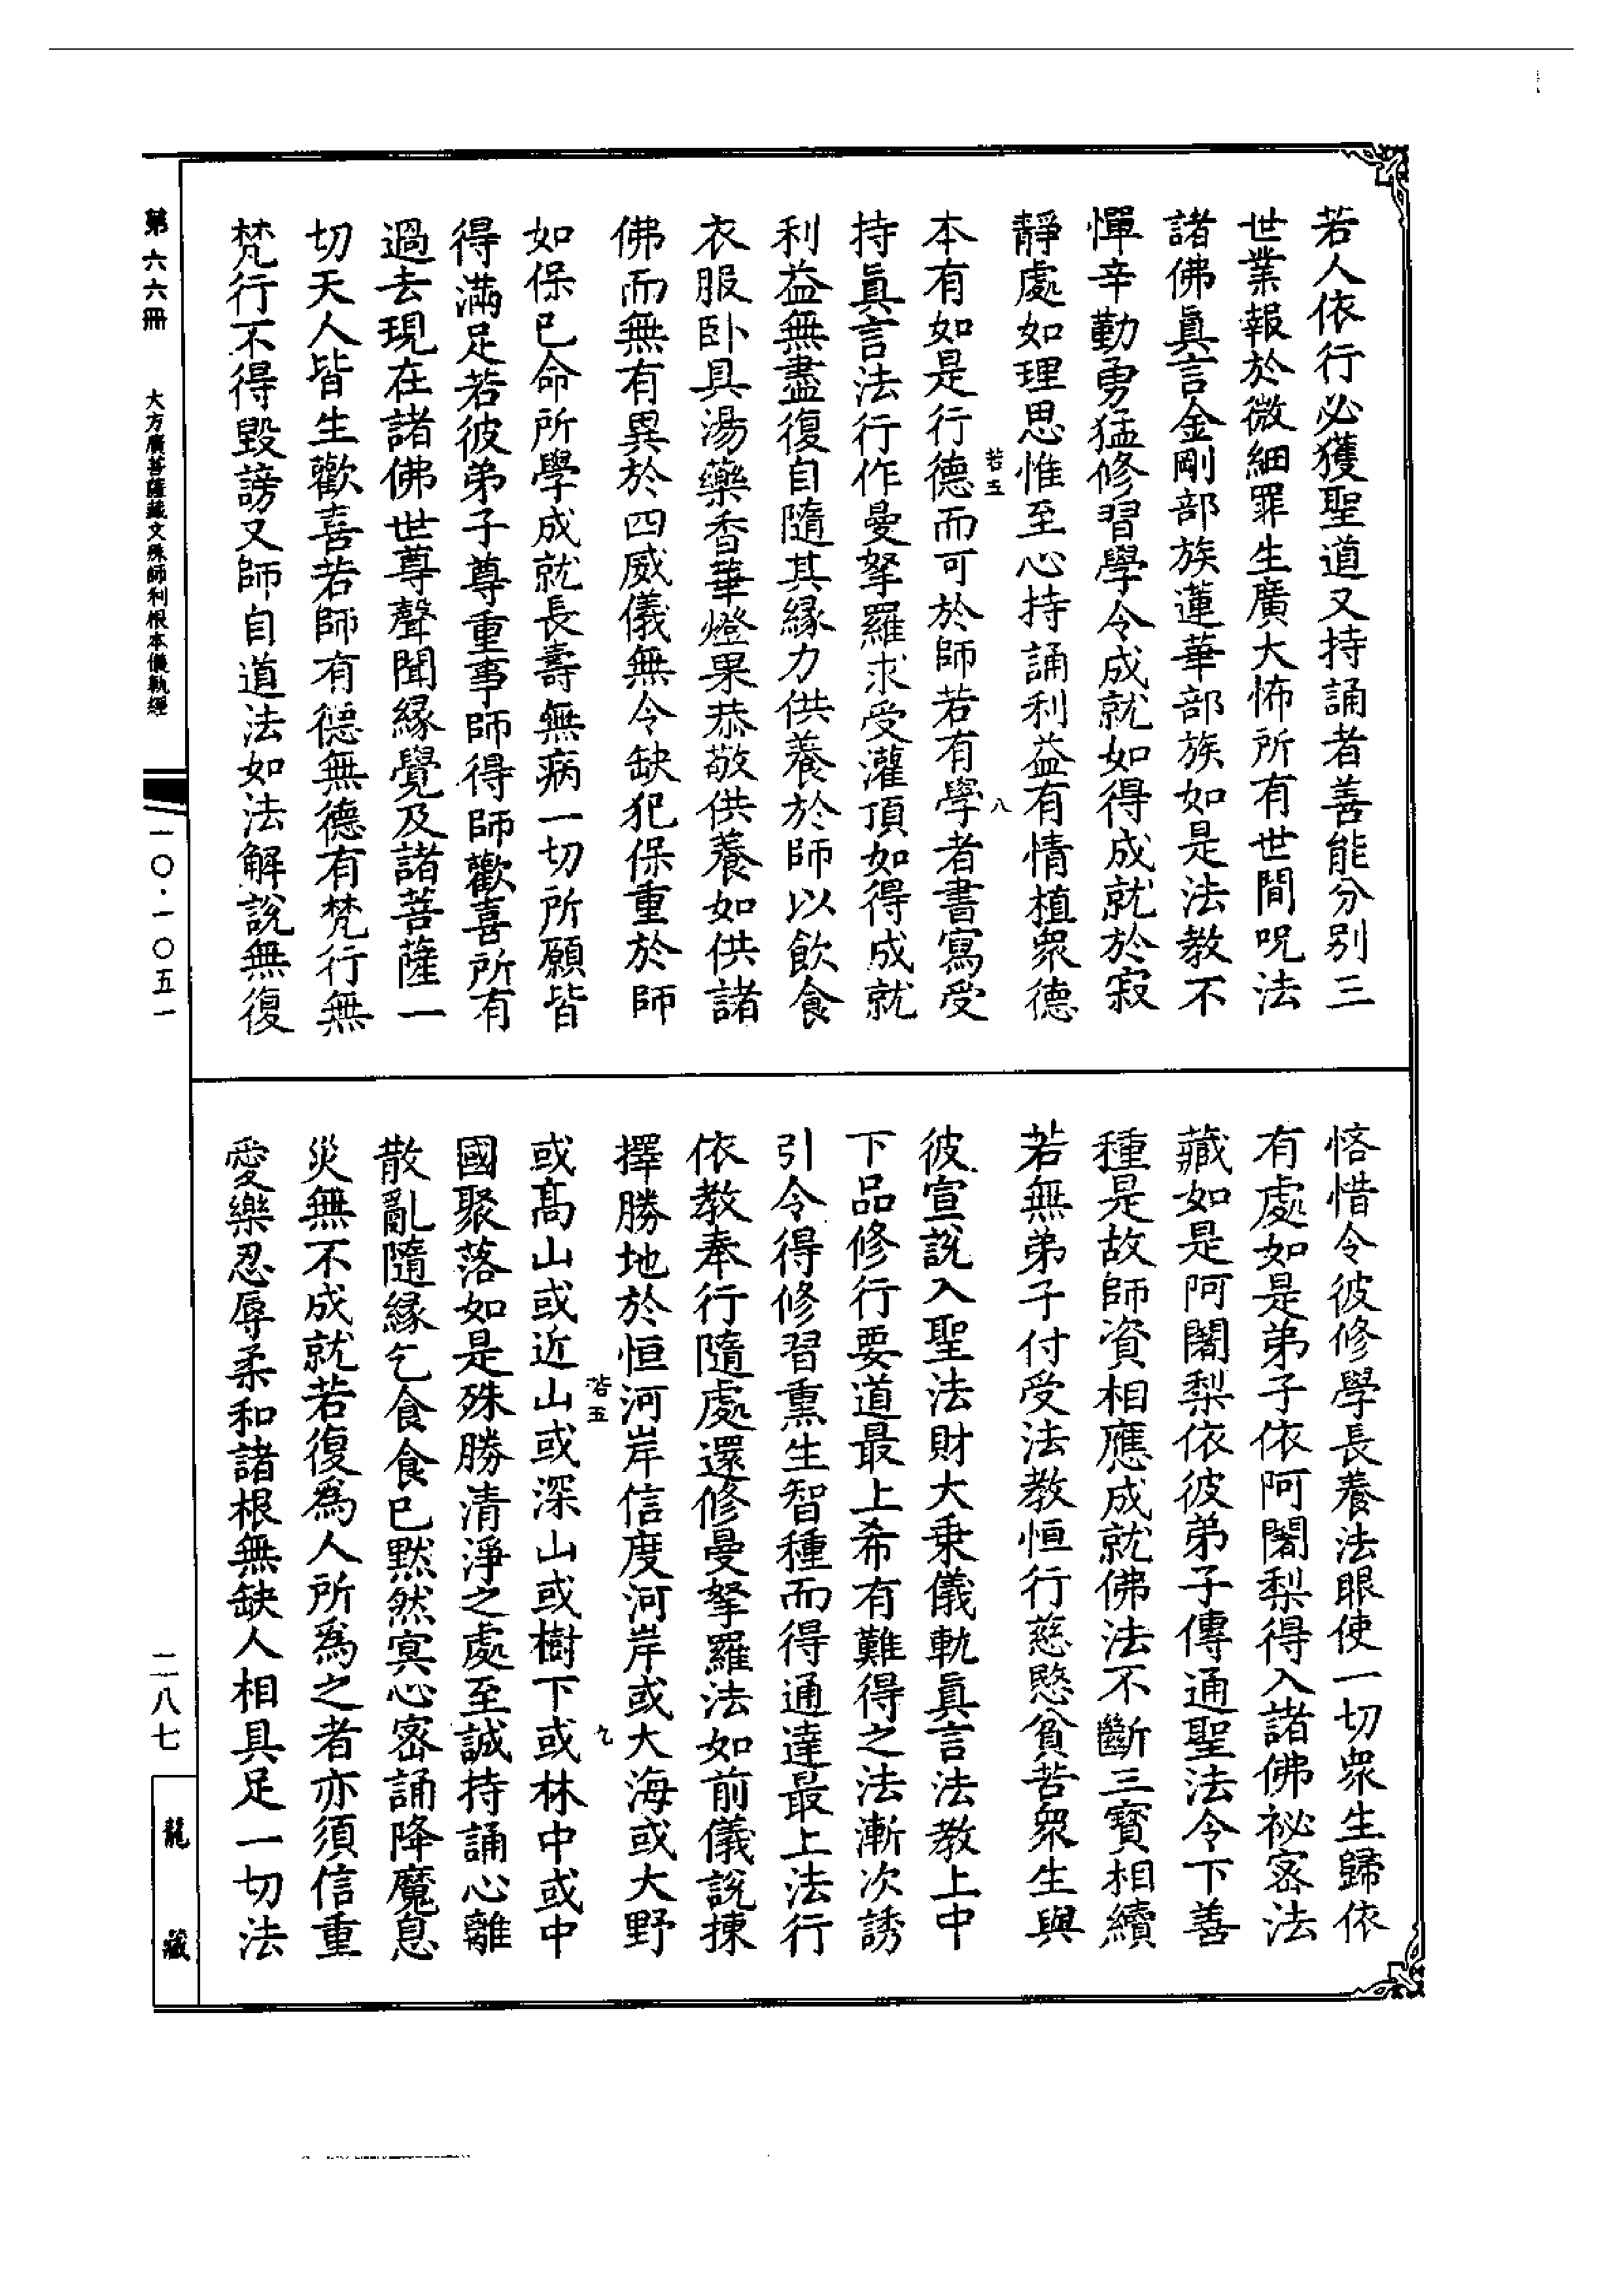 若人依行必獲聖道又持誦者善能分别三
世業報於微細罪生廣大怖所有世間呪法
諸佛眞言金剛部族蓮華部族如是法教不
憚辛勤勇猛修習學令成就如得成就於寂
靜處如理思惟至心持誦利益有情植衆德
本有如是行德而可於師若有學者書寫受
持眞言法行作曼拏羅求受灌頂如得成就
利益無盡復自隨其緣力供養於師以飲食
衣服卧具湯藥香華燈果恭敬供養如供諸
佛而無有異於四威儀無令缺犯保重於師
如保已命所學成就長壽無病一切所願皆
得滿足若彼弟子尊重事師得師歡喜所有
過去現在諸佛世尊聲聞緣覺及諸菩薩一
切天人皆生歡喜若師有德無德有梵行無
梵行不得毀謗又師自道法如法解說無復
悋惜令彼修學長養法眼使一切衆生歸依
有處如是弟子依阿闍梨得入諸佛祕密法
藏如是阿闍梨依彼弟子傳通聖法令下善
種是故師資相應成就佛法不斷三寶相續
若無弟子付受法教恒行慈愍貧苦衆生與
彼宣說入聖法財大乘儀軌眞言法教上中
下品修行要道最上希有難得之法漸次誘
引令得修習熏生智種而得通達最上法行
依教奉行隨處還修曼拏羅法如前儀說揀
擇勝地於恒河岸信度河岸或大海或大野
或高山或近山或深山或樹下或林中或中
國聚落如是殊勝清淨之處至誠持誦心離
散亂隨緣乞食食已默然冥心密誦降魔息
災無不成就若復為人所為之者亦須信重
愛樂忍辱柔和諸根無缺人相具足一切法
若五
八
若五
九
第六六冊
大方廣菩薩藏文殊師利根本儀軌經
一〇·一〇五一
二八七
龍藏